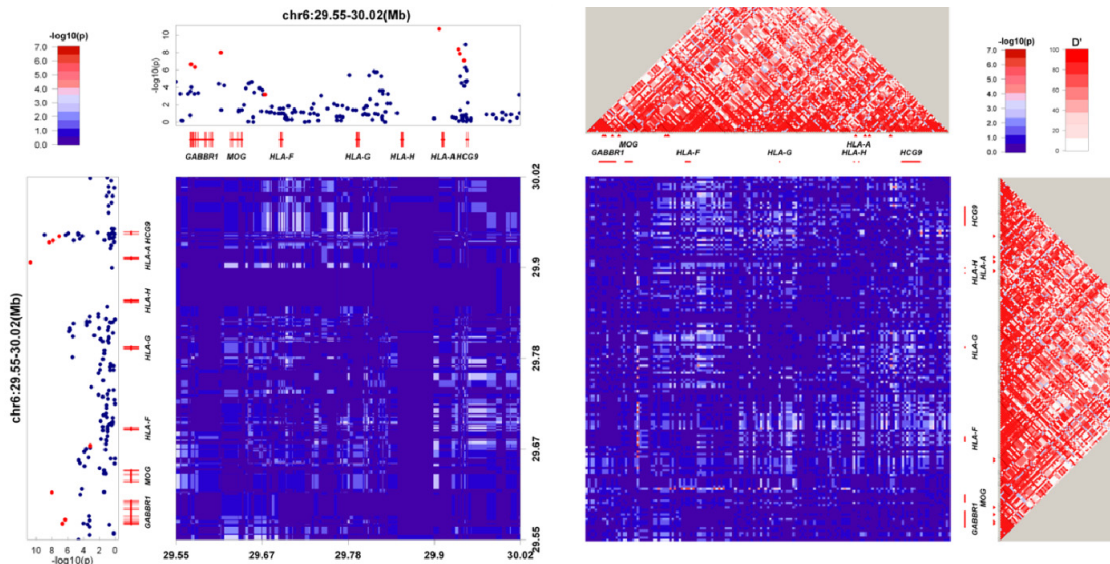 chr6:29.55-30.02(Mb)
-log10(p)
7.0
6.0
5.0
4.0
3.0
2.0
1.0
0.0
-log10(p)
10
8
6
4
2
0
GABBR1 MOG HLA-F HLA-G HLA-H HLA-A HCG9
-log10(p)
7.0
6.0
5.0
4.0
3.0
2.0
1.0
0.0
D'
100
80
60
40
20
0
GABBR1 MOG HLA-F HLA-G HLA-A HLA-H HCG9
chr6:29.55-30.02(Mb)
HLA-A HCG9
HLA-H
HLA-G
HLA-F
MOG
GABBR1
10 8 6 4 2 0
-log10(p)
30.02
29.9
29.78
29.67
29.55
29.55 29.67 29.78 29.9 30.02
HCG9
HLA-H HLA-A
HLA-G
HLA-F
GABBR1 MOG